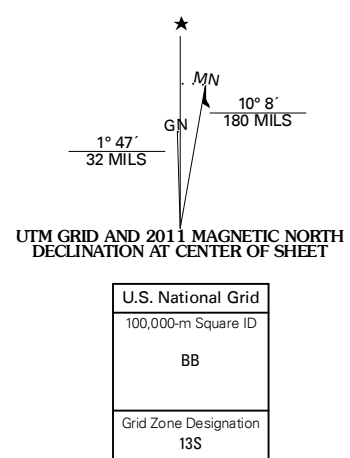 ★
MN
10° 8´
180 MILS
GN
1° 47´
32 MILS
UTM GRID AND 2011 MAGNETIC NORTH
DECLINATION AT CENTER OF SHEET
U.S. National Grid
100,000-m Square ID
BB
Grid Zone Designation
13S